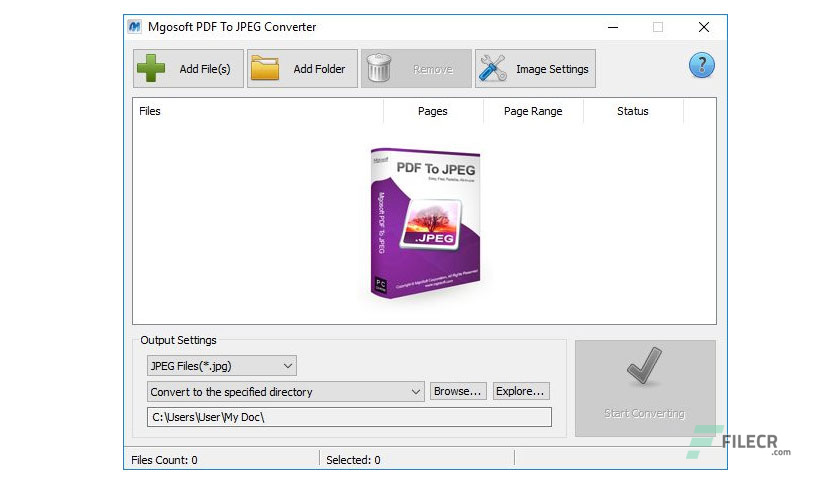 Mgosoft PDF To JPEG Converter
Add File(s) Add Folder Remove Image Settings ?
Files Pages Page Range Status
Mgosoft
PDF To JPEG
Mgosoft PDF To JPEG
.JPEG
PC
Output Settings
JPEG Files(*.jpg)
Convert to the specified directory Browse... Explore...
C:\Users\User\My Doc\
Start Converting
Files Count: 0 Selected: 0
FILECR
.com